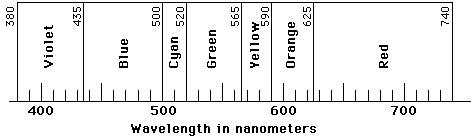 380 435 500 520 565 590 625 740
Violet Blue Cyan Green Yellow Orange Red
400 500 600 700
Wavelength in nanometers